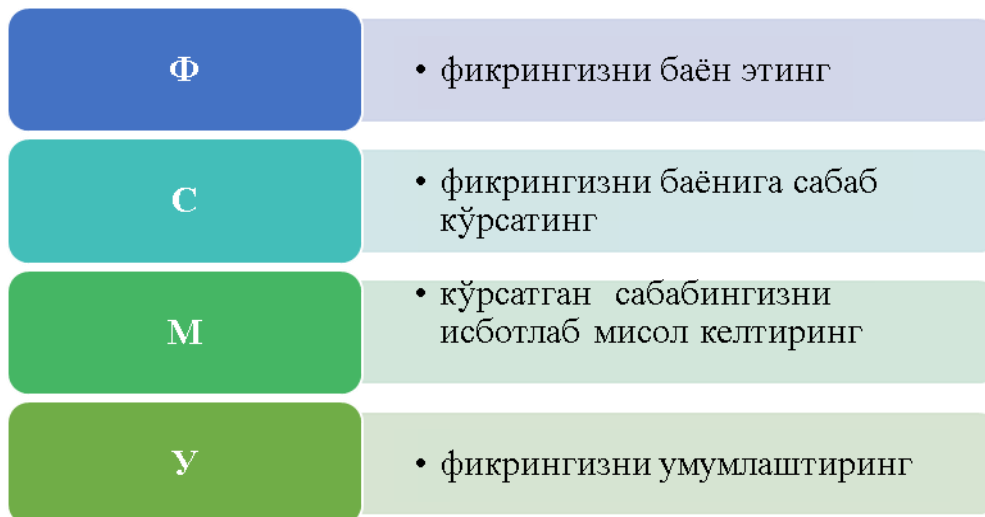 Ф
• фикрингизни баён этинг
С
• фикрингизни баёнига сабаб
кўрсатинг
М
• кўрсатган сабабингизни
исботлаб мисол келтиринг
У
• фикрингизни умумлаштиринг